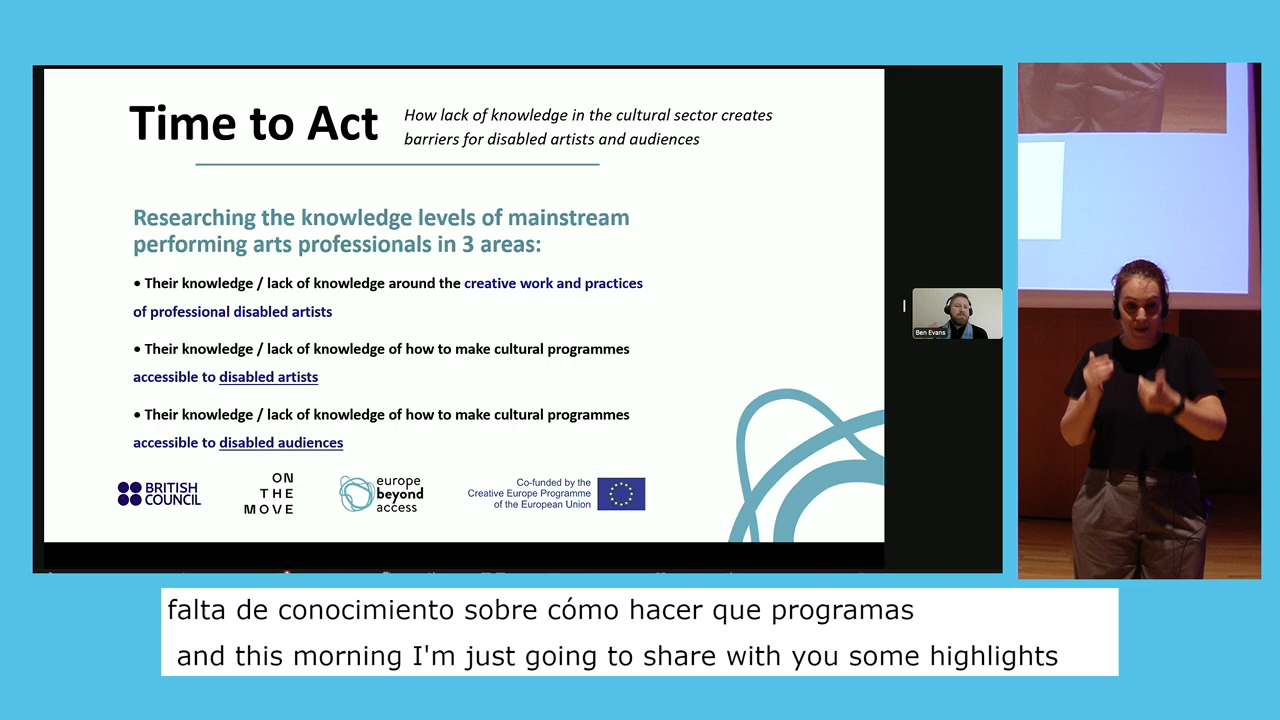 Time to Act
How lack of knowledge in the cultural sector creates
barriers for disabled artists and audiences
Researching the knowledge levels of mainstream
performing arts professionals in 3 areas:
• Their knowledge / lack of knowledge around the creative work and practices
of professional disabled artists
• Their knowledge / lack of knowledge of how to make cultural programmes
accessible to disabled artists
• Their knowledge / lack of knowledge of how to make cultural programmes
accessible to disabled audiences
BRITISH
COUNCIL
ON
THE
MOVE
europe
beyond
access
Co-funded by the
Creative Europe Programme
of the European Union
Ben Evans
falta de conocimiento sobre cómo hacer que programas
and this morning I'm just going to share with you some highlights